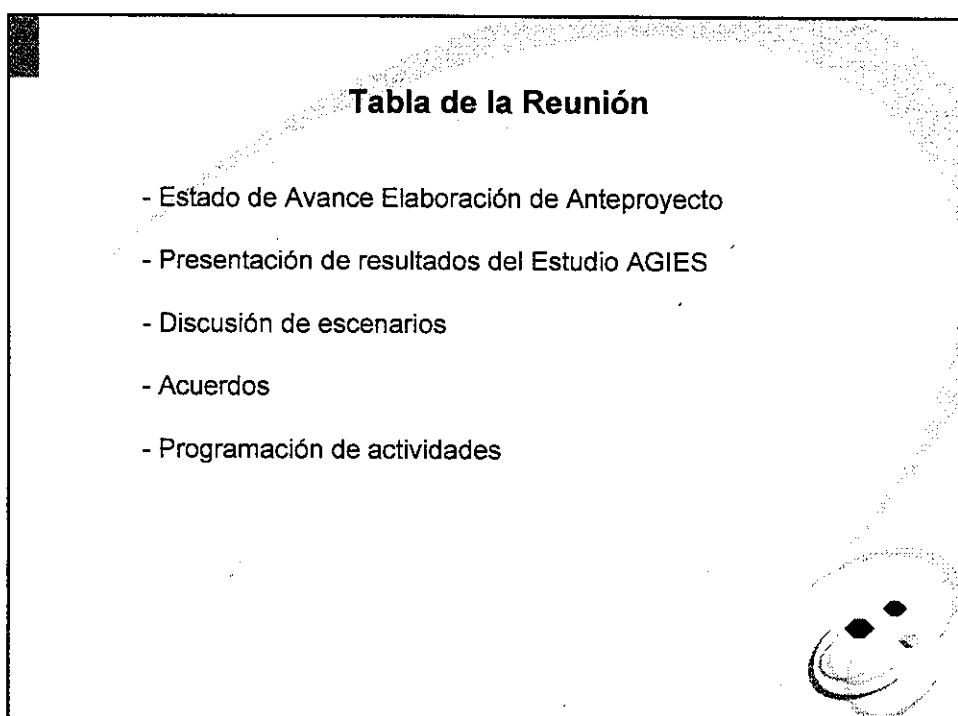 Tabla de la Reunión
- Estado de Avance Elaboración de Anteproyecto
- Presentación de resultados del Estudio AGIES
- Discusión de escenarios
- Acuerdos
- Programación de actividades